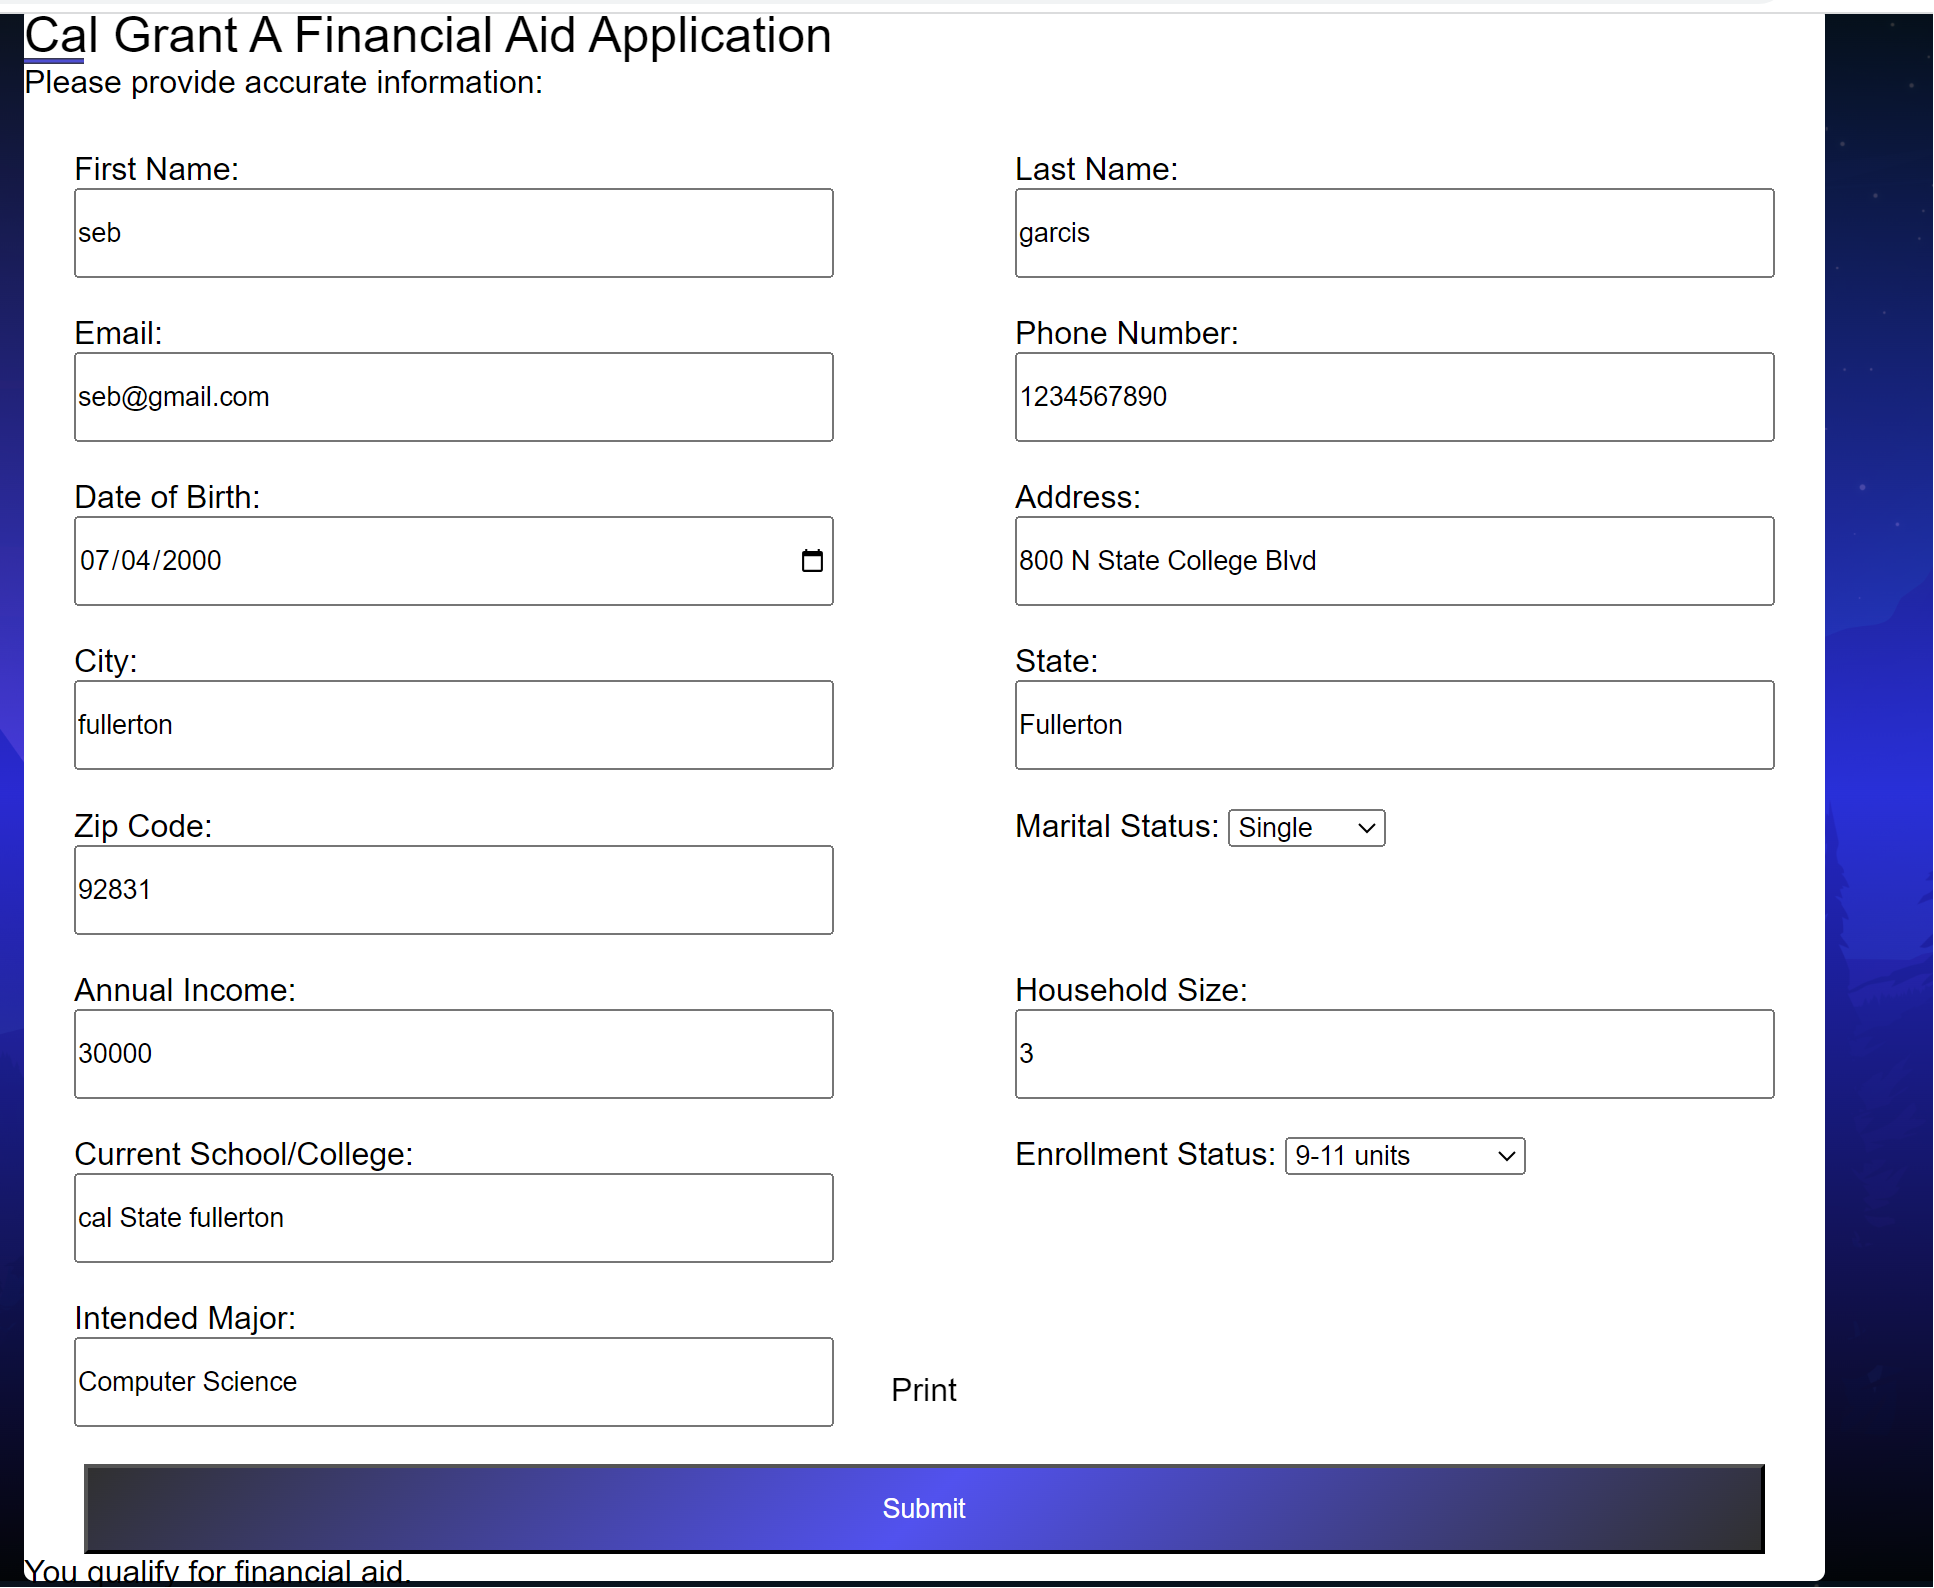 Cal Grant A Financial Aid Application
Please provide accurate information:
First Name:
seb
Last Name:
garcis
Email:
seb@gmail.com
Phone Number:
1234567890
Date of Birth:
07/04/2000
Address:
800 N State College Blvd
City:
fullerton
State:
Fullerton
Zip Code:
92831
Marital Status: Single
Annual Income:
30000
Household Size:
3
Current School/College:
cal State fullerton
Enrollment Status: 9-11 units
Intended Major:
Computer Science
Print
Submit
You qualify for financial aid.